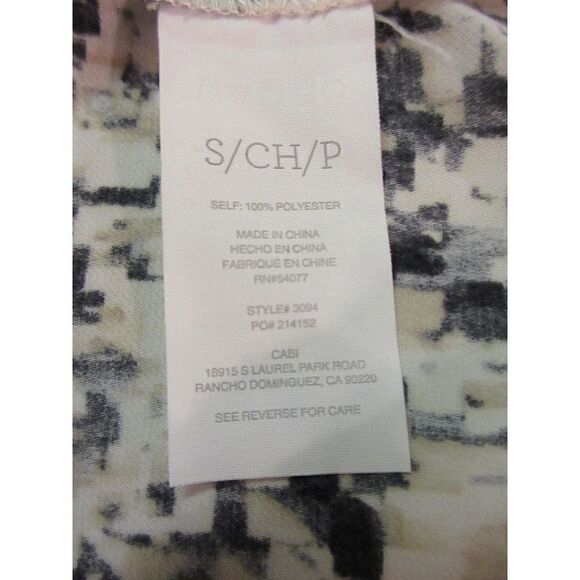 S/CH/P
SELF: 100% POLYESTER
MADE IN CHINA
HECHO EN CHINA
FABRIQUÉ EN CHINE
RN#54077
STYLE# 3094
PO# 214152
CABI
18915 S LAUREL PARK ROAD
RANCHO DOMINGUEZ, CA 90220
SEE REVERSE FOR CARE